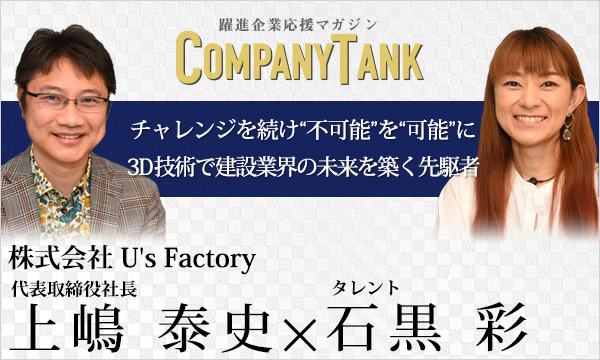 躍進企業応援マガジン
COMPANYTANK
チャレンジを続け“不可能”を“可能”に
3D技術で建設業界の未来を築く先駆者
株式会社 U's Factory
代表取締役社長 タレント
上嶋 泰史×石黒 彩